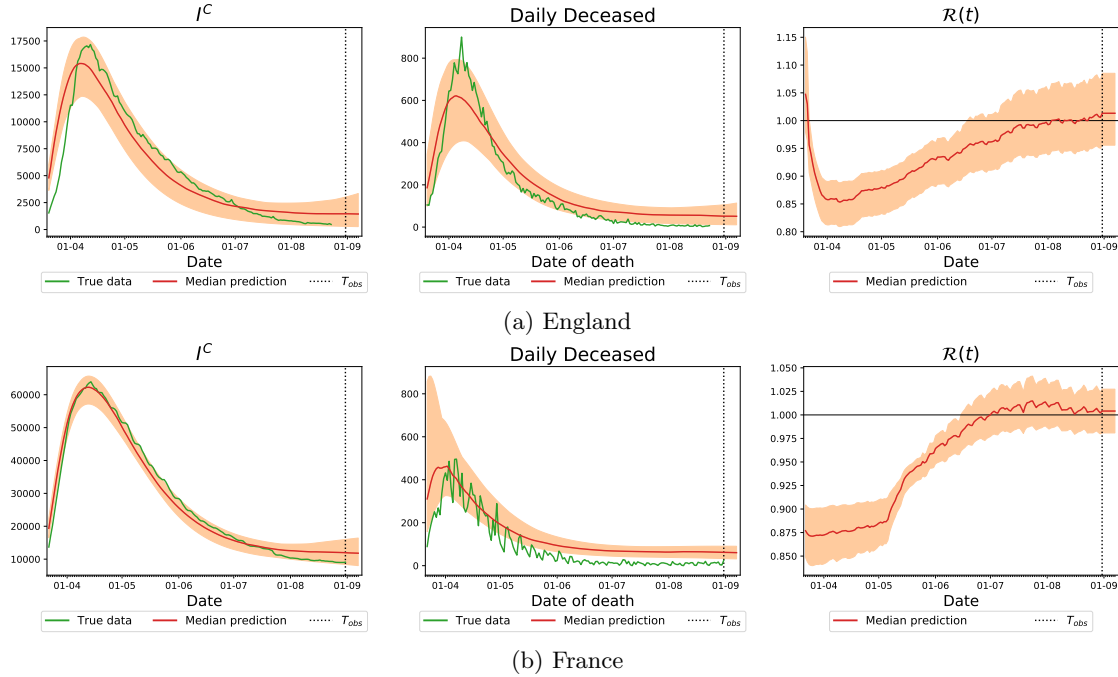 I^C
Daily Deceased
R(t)
17500
15000
12500
10000
7500
5000
2500
0
01-04 01-05 01-06 01-07 01-08 01-09
Date
True data Median prediction T_obs
800
600
400
200
0
01-04 01-05 01-06 01-07 01-08 01-09
Date of death
True data Median prediction T_obs
1.15
1.10
1.05
1.00
0.95
0.90
0.85
0.80
01-04 01-05 01-06 01-07 01-08 01-09
Date
Median prediction T_obs
(a) England
I^C
Daily Deceased
R(t)
60000
50000
40000
30000
20000
10000
01-04 01-05 01-06 01-07 01-08 01-09
Date
True data Median prediction T_obs
800
600
400
200
0
01-04 01-05 01-06 01-07 01-08 01-09
Date of death
True data Median prediction T_obs
1.050
1.025
1.000
0.975
0.950
0.925
0.900
0.875
0.850
01-04 01-05 01-06 01-07 01-08 01-09
Date
Median prediction T_obs
(b) France